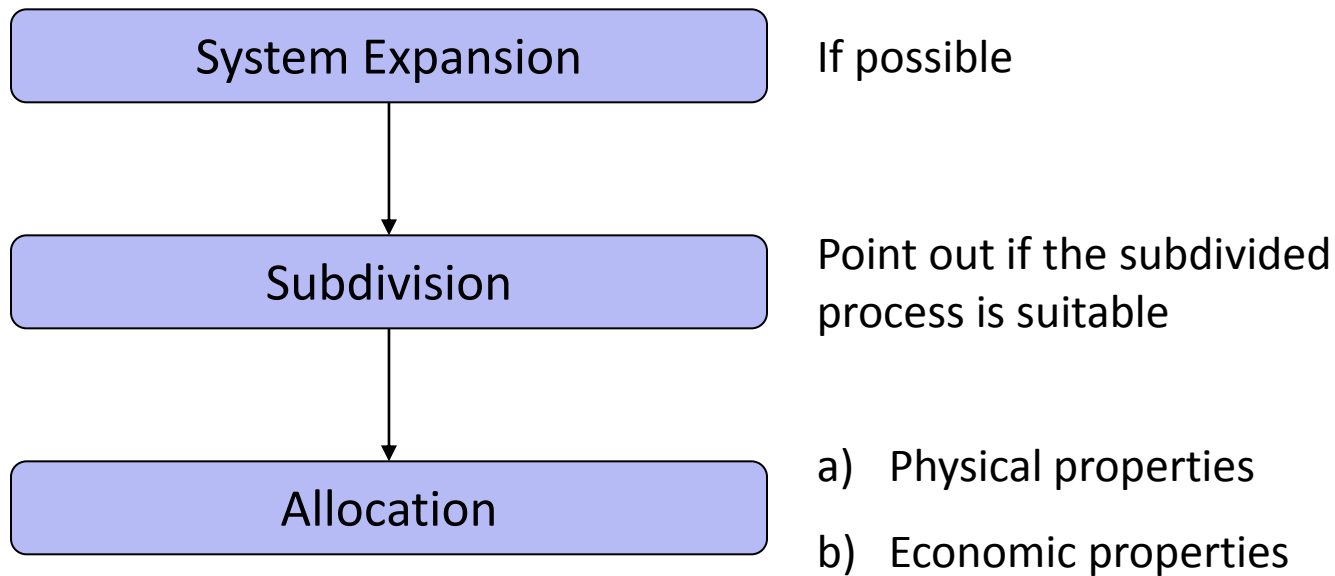 System Expansion
If possible
Subdivision
Point out if the subdivided
process is suitable
Allocation
a) Physical properties
b) Economic properties